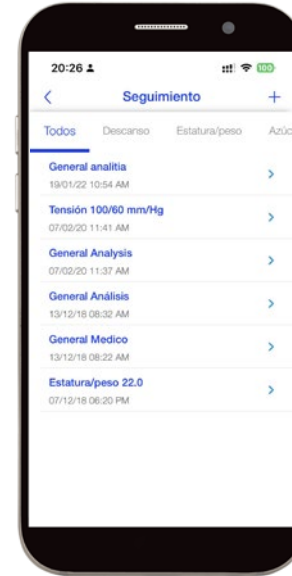 20:26
100
Seguimiento
Todos Descanso Estatura/peso Azúc
General analitia
19/01/22 10:54 AM
Tensión 100/60 mm/Hg
07/02/20 11:41 AM
General Analysis
07/02/20 11:37 AM
General Análisis
13/12/18 08:32 AM
General Medico
13/12/18 08:22 AM
Estatura/peso 22.0
07/12/18 06:20 PM